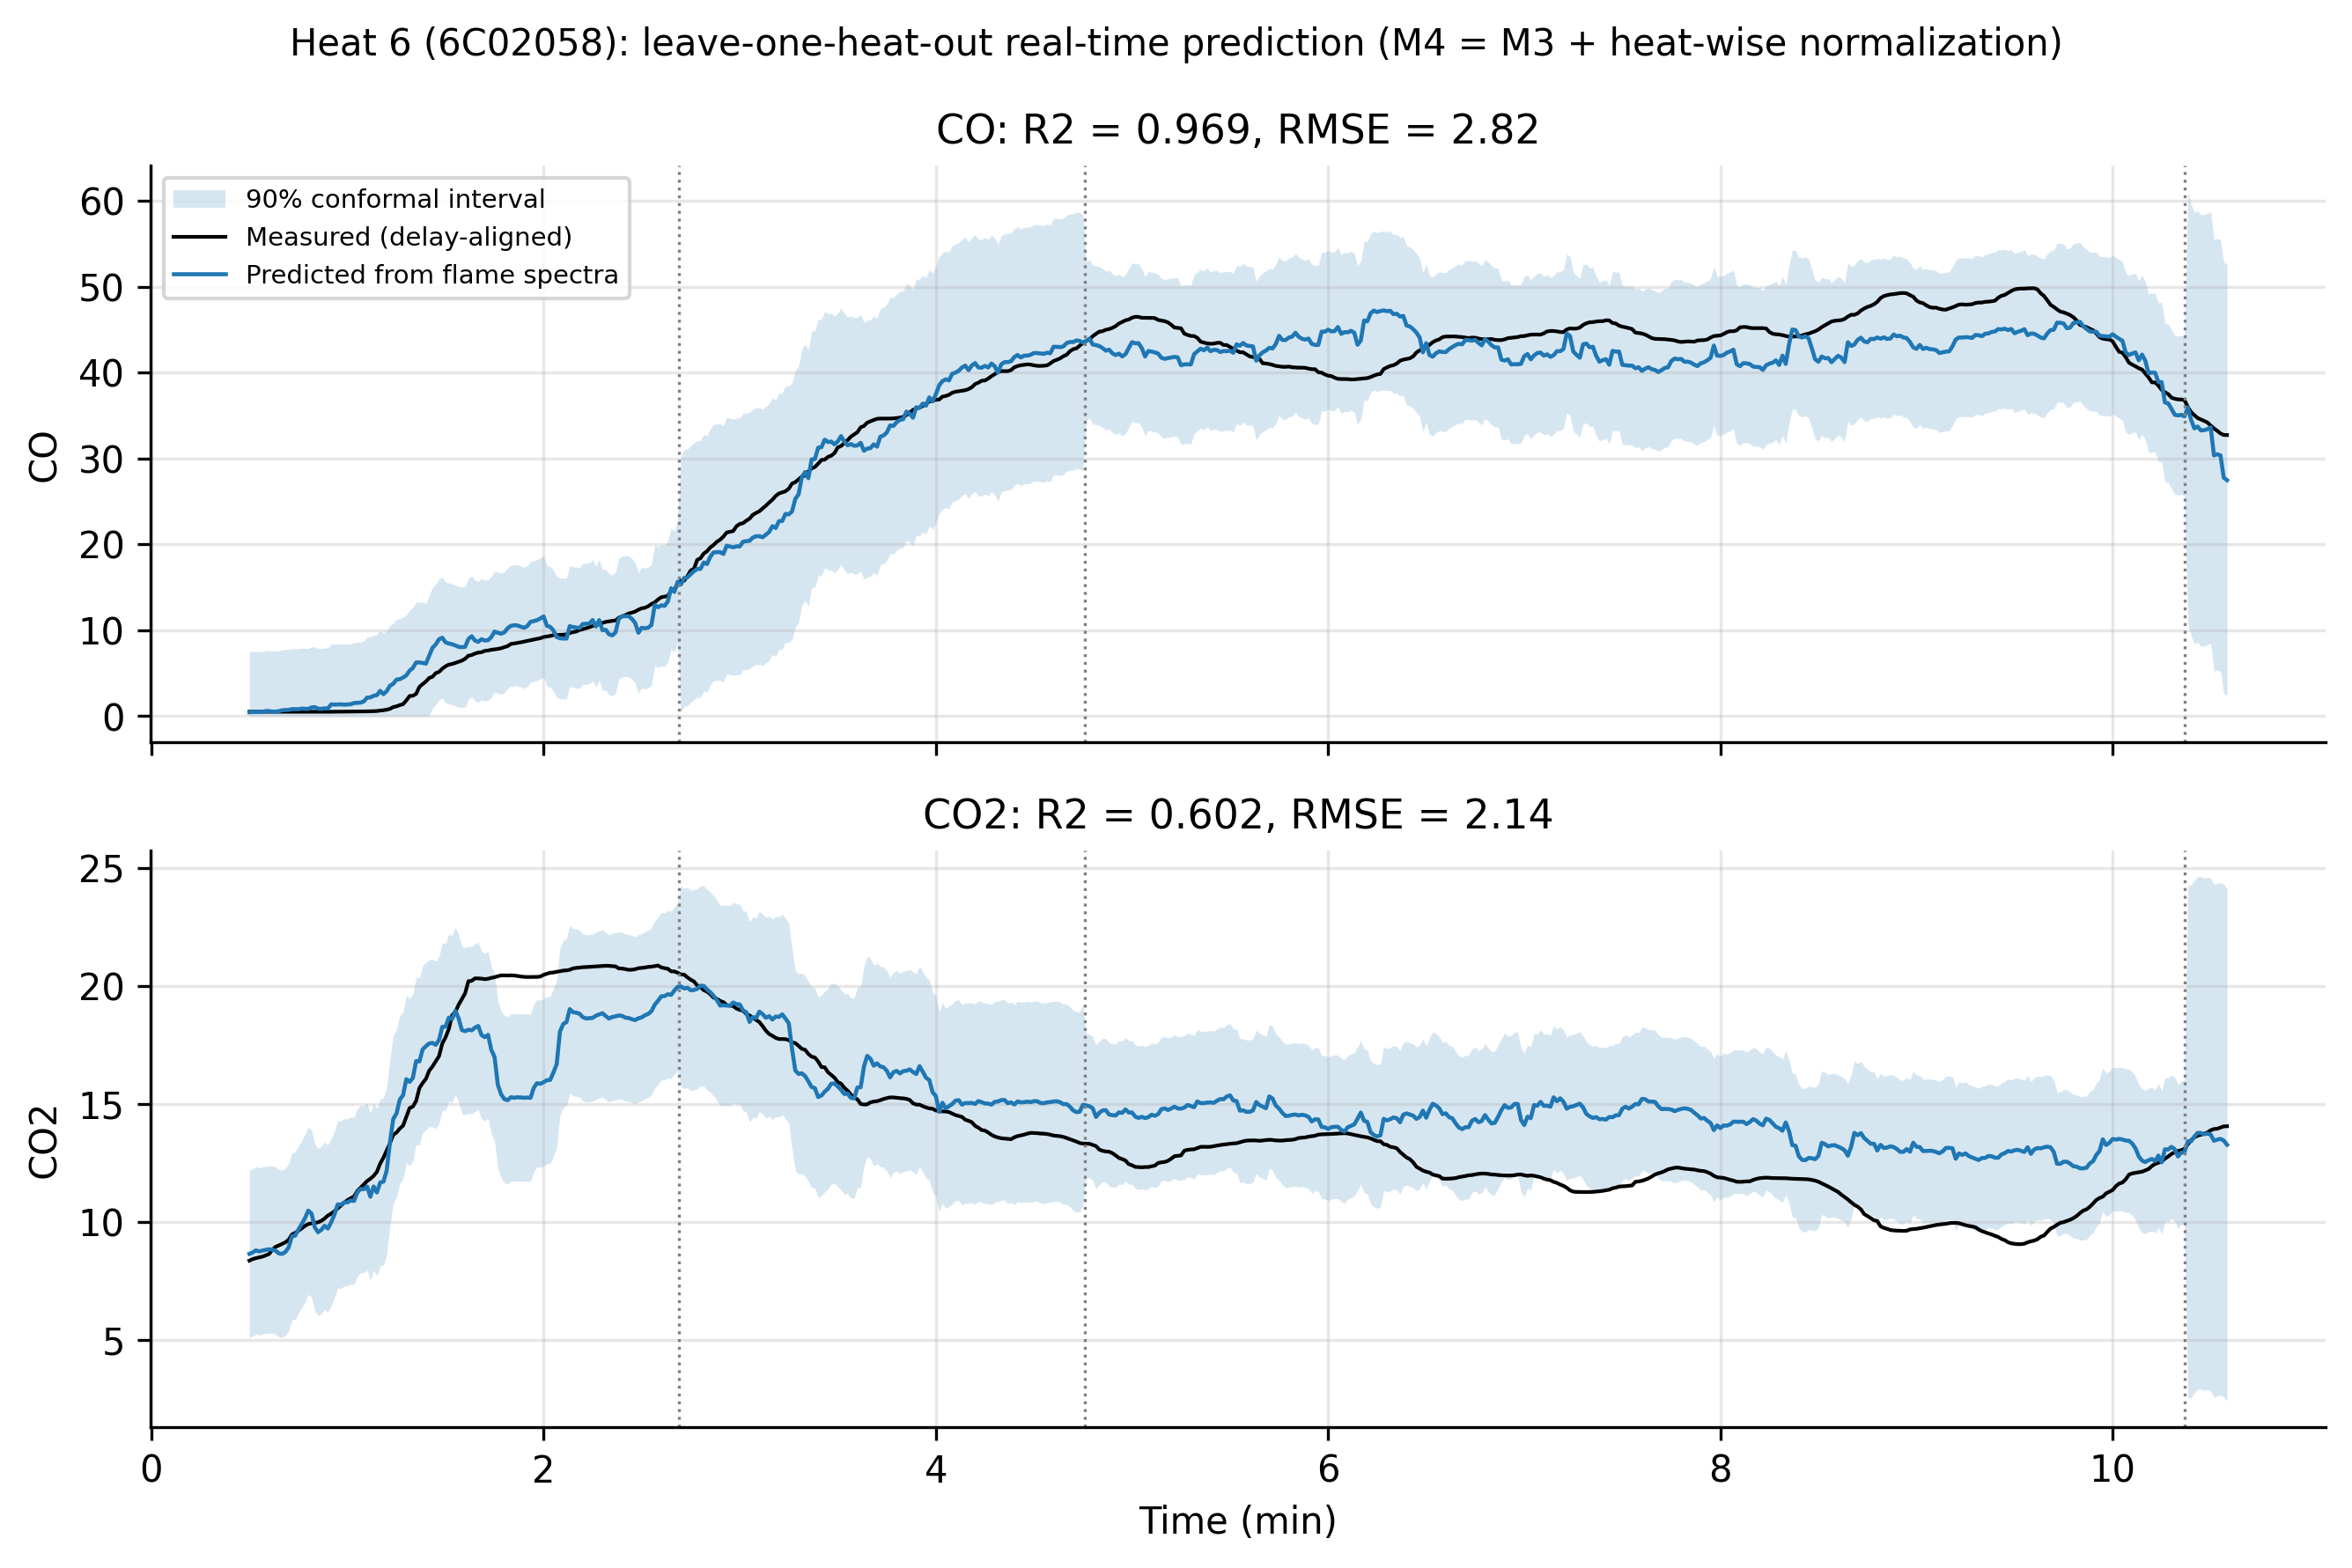 Heat 6 (6C02058): leave-one-heat-out real-time prediction (M4 = M3 + heat-wise normalization)
CO: R2 = 0.969, RMSE = 2.82
90% conformal interval
Measured (delay-aligned)
Predicted from flame spectra
60
50
40
30
20
10
0
CO
CO2: R2 = 0.602, RMSE = 2.14
25
20
15
10
5
CO2
0 2 4 6 8 10
Time (min)